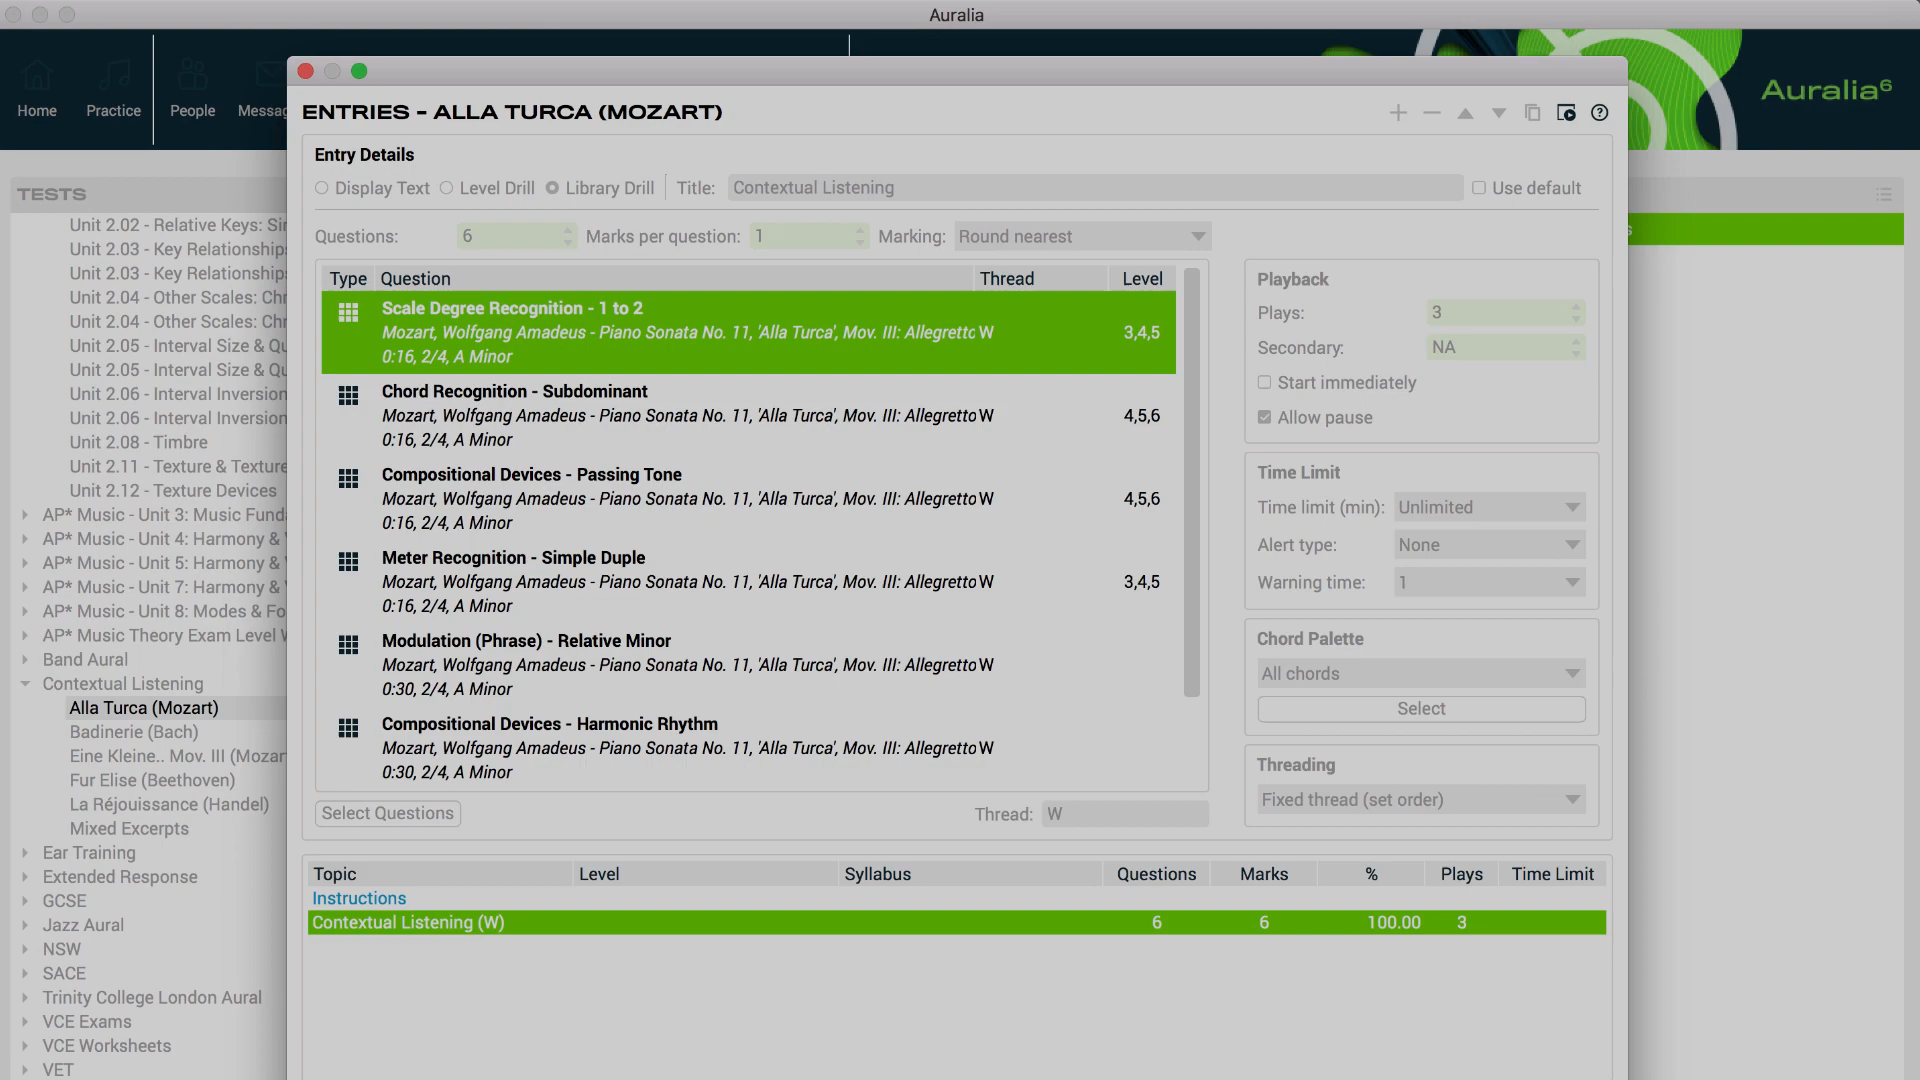 Auralia
Home
Practice
People
Messag
Auralia6
ENTRIES - ALLA TURCA (MOZART)
TESTS
Unit 2.02 - Relative Keys: Sin
Unit 2.03 - Key Relationships
Unit 2.03 - Key Relationships
Unit 2.04 - Other Scales: Chr
Unit 2.04 - Other Scales: Chr
Unit 2.05 - Interval Size & Qu
Unit 2.05 - Interval Size & Qu
Unit 2.06 - Interval Inversion
Unit 2.06 - Interval Inversion
Unit 2.08 - Timbre
Unit 2.11 - Texture & Texture
Unit 2.12 - Texture Devices
AP* Music - Unit 3: Music Funda
AP* Music - Unit 4: Harmony & V
AP* Music - Unit 5: Harmony & V
AP* Music - Unit 7: Harmony & V
AP* Music - Unit 8: Modes & Fo
AP* Music Theory Exam Level W
Band Aural
Contextual Listening
Alla Turca (Mozart)
Badinerie (Bach)
Eine Kleine.. Mov. III (Mozar
Fur Elise (Beethoven)
La Réjouissance (Handel)
Mixed Excerpts
Ear Training
Extended Response
GCSE
Jazz Aural
NSW
SACE
Trinity College London Aural
VCE Exams
VCE Worksheets
VET
Entry Details
Display Text Level Drill Library Drill Title: Contextual Listening Use default
Questions: 6 Marks per question: 1 Marking: Round nearest
Type Question Thread Level
Scale Degree Recognition - 1 to 2
Mozart, Wolfgang Amadeus - Piano Sonata No. 11, 'Alla Turca', Mov. III: Allegretto W 3,4,5
0:16, 2/4, A Minor
Chord Recognition - Subdominant
Mozart, Wolfgang Amadeus - Piano Sonata No. 11, 'Alla Turca', Mov. III: Allegretto W 4,5,6
0:16, 2/4, A Minor
Compositional Devices - Passing Tone
Mozart, Wolfgang Amadeus - Piano Sonata No. 11, 'Alla Turca', Mov. III: Allegretto W 4,5,6
0:16, 2/4, A Minor
Meter Recognition - Simple Duple
Mozart, Wolfgang Amadeus - Piano Sonata No. 11, 'Alla Turca', Mov. III: Allegretto W 3,4,5
0:16, 2/4, A Minor
Modulation (Phrase) - Relative Minor
Mozart, Wolfgang Amadeus - Piano Sonata No. 11, 'Alla Turca', Mov. III: Allegretto W
0:30, 2/4, A Minor
Compositional Devices - Harmonic Rhythm
Mozart, Wolfgang Amadeus - Piano Sonata No. 11, 'Alla Turca', Mov. III: Allegretto W
0:30, 2/4, A Minor
Select Questions
Thread: W
Playback
Plays: 3
Secondary: NA
Start immediately
Allow pause
Time Limit
Time limit (min): Unlimited
Alert type: None
Warning time: 1
Chord Palette
All chords
Select
Threading
Fixed thread (set order)
Topic Level Syllabus Questions Marks % Plays Time Limit
Instructions
Contextual Listening (W) 6 6 100.00 3